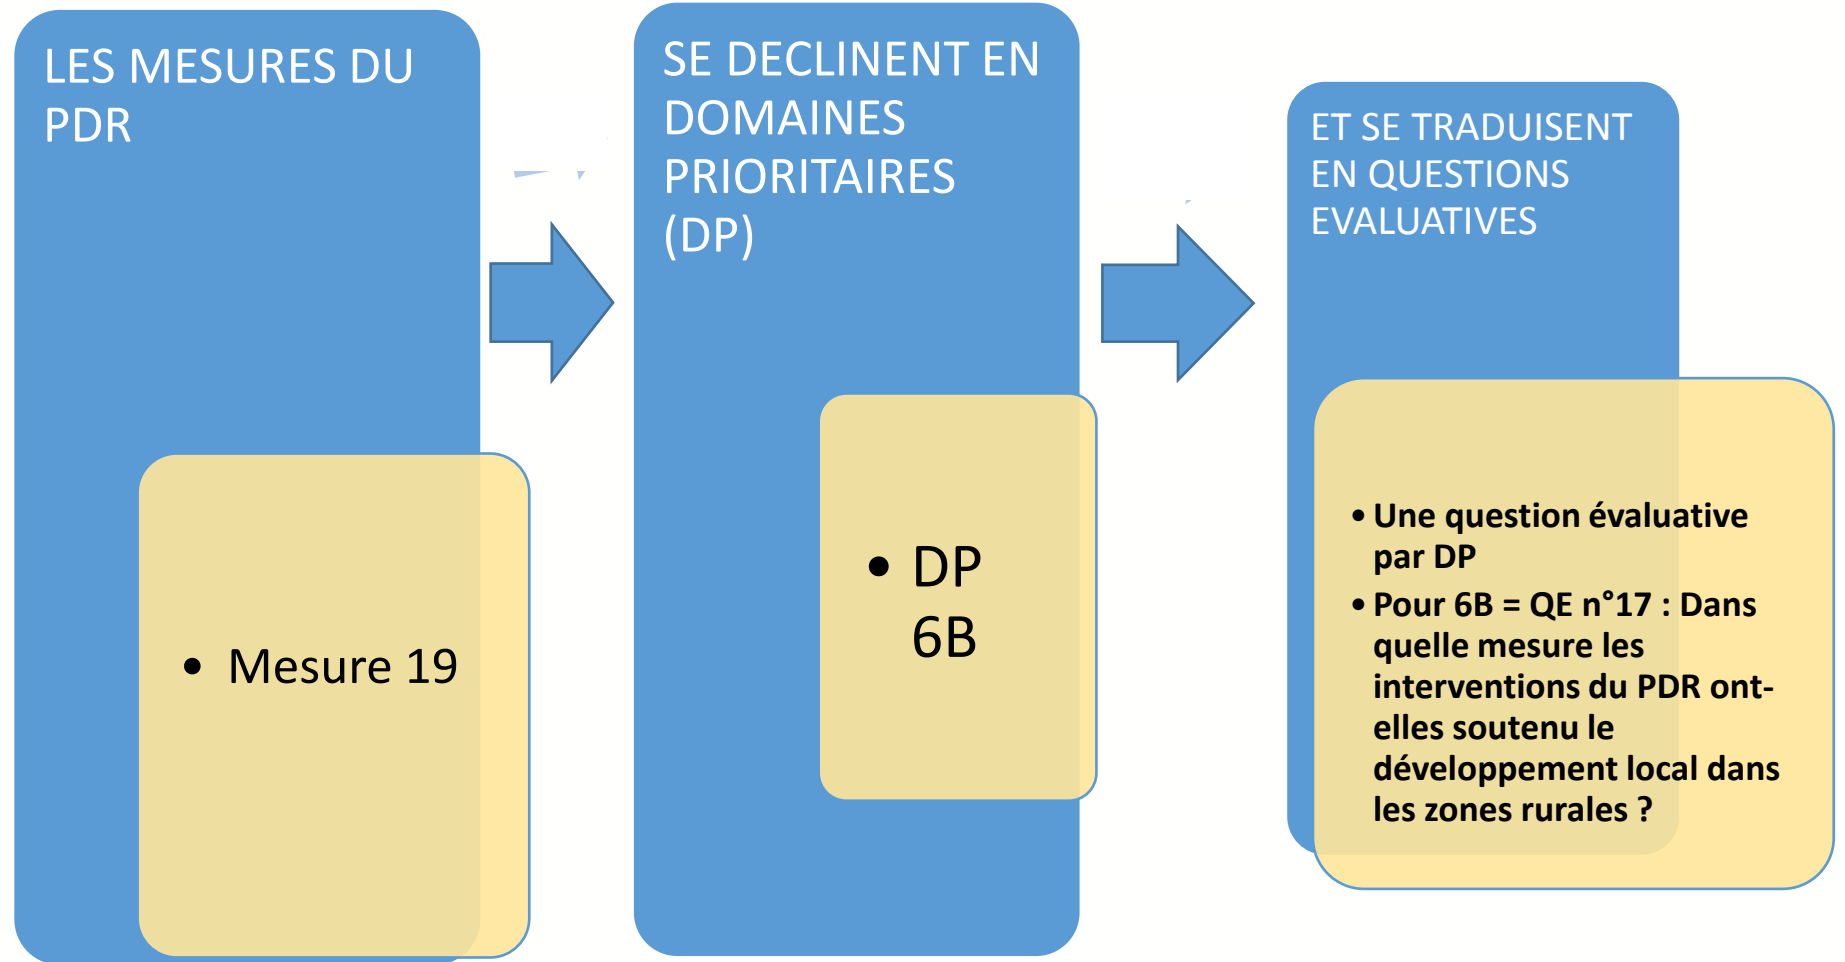 LES MESURES DU
PDR
• Mesure 19
SE DECLINENT EN
DOMAINES
PRIORITAIRES
(DP)
• DP
6B
ET SE TRADUISENT
EN QUESTIONS
EVALUATIVES
• Une question évaluative
par DP
• Pour 6B = QE n°17 : Dans
quelle mesure les
interventions du PDR ont-
elles soutenu le
développement local dans
les zones rurales ?